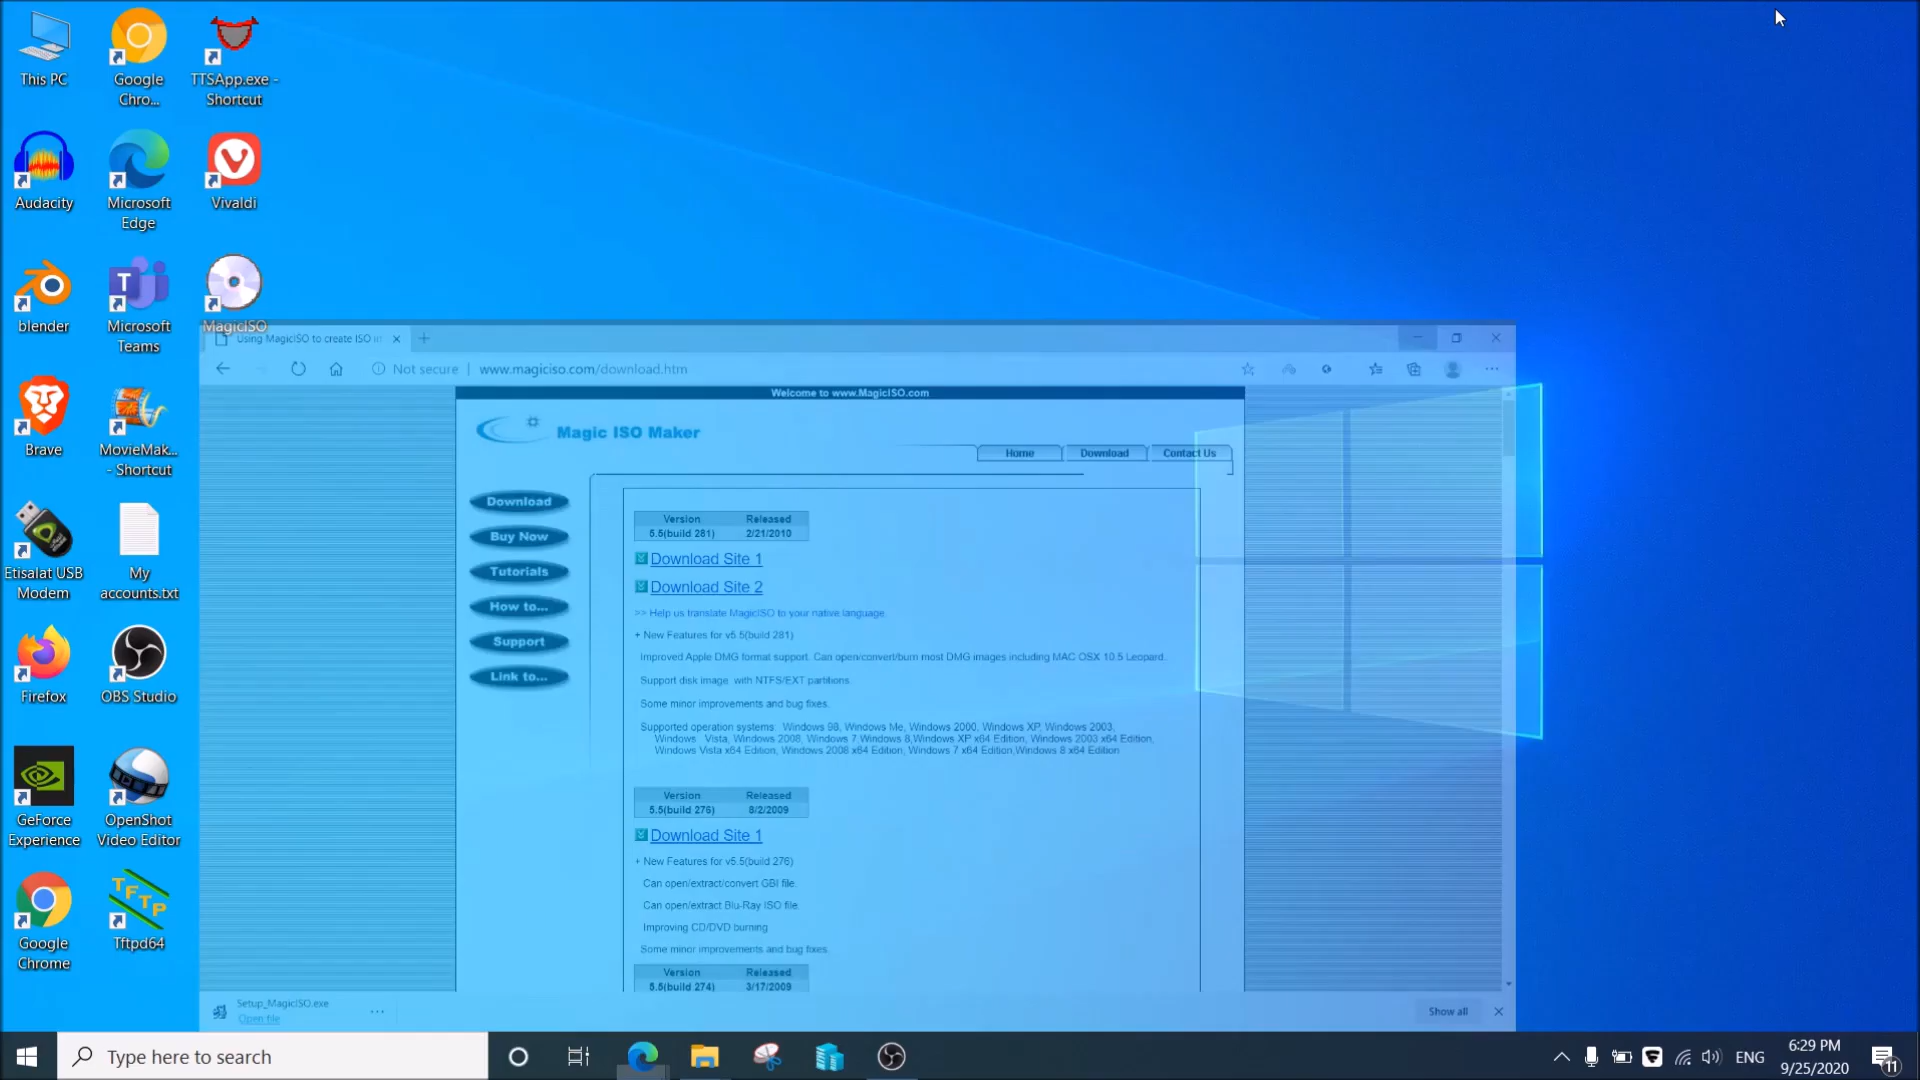 This PC
Google
Chro...
TTSApp.exe -
Shortcut
Audacity
Microsoft
Edge
Vivaldi
blender
Microsoft
Teams
MagicISO
Brave
MovieMak...
- Shortcut
Etisalat USB
Modem
My
accounts.txt
Firefox
OBS Studio
GeForce
Experience
OpenShot
Video Editor
Google
Chrome
TFTP
Tftpd64
Using MagicISO to create ISO i
Not secure | www.magiciso.com/download.htm
Welcome to www.MagicISO.com
Magic ISO Maker
Home
Download
Contact Us
Download
Buy Now
Tutorials
How to...
Support
Link to...
Version Released
5.5(build 281) 2/21/2010
Download Site 1
Download Site 2
>> Help us translate MagicISO to your native language.
+ New Features for v5.5(build 281)
Improved Apple DMG format support. Can open/convert/burn most DMG images including MAC OSX 10.5 Leopard.
Support disk image with NTFS/EXT partitions
Some minor improvements and bug fixes.
Supported operation systems: Windows 98, Windows Me, Windows 2000, Windows XP, Windows 2003,
Windows Vista, Windows 2008, Windows 7 Windows 8,Windows XP x64 Edition, Windows 2003 x64 Edition,
Windows Vista x64 Edition, Windows 2008 x64 Edition, Windows 7 x64 Edition,Windows 8 x64 Edition
Version Released
5.5(build 276) 8/2/2009
Download Site 1
+ New Features for v5.5(build 276)
Can open/extract/convert GBI file.
Can open/extract Blu-Ray ISO file.
Improving CD/DVD burning
Some minor improvements and bug fixes.
Version Released
5.5(build 274) 3/17/2009
Setup_MagicISO.exe
Open file
Show all
Type here to search
ENG
6:29 PM
9/25/2020
11